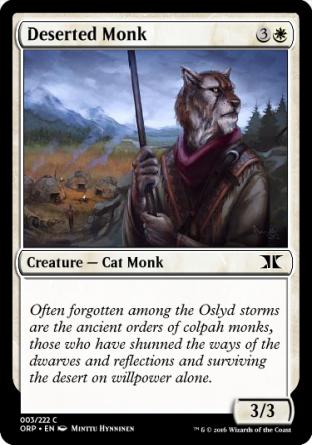 Deserted Monk 3
Creature — Cat Monk
Often forgotten among the Oslyd storms
are the ancient orders of colpah monks,
those who have shunned the ways of the
dwarves and reflections and surviving
the desert on willpower alone.
3/3
003/222 C
ORP • EN MINTTU HYNNINEN
™ & © 2016 Wizards of the Coast